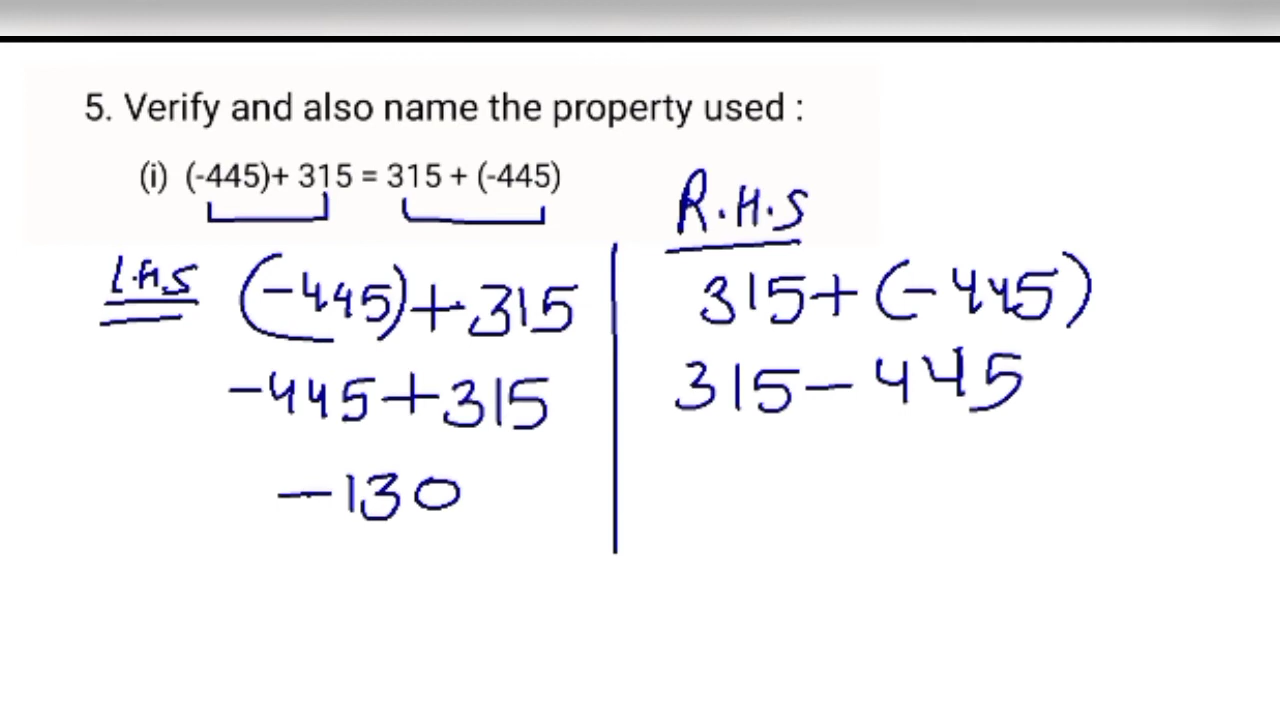 5. Verify and also name the property used :
(i) (-445)+ 315 = 315 + (-445)
L.H.S (-445)+315
-445+315
-130
R.H.S
315+(-445)
315-445